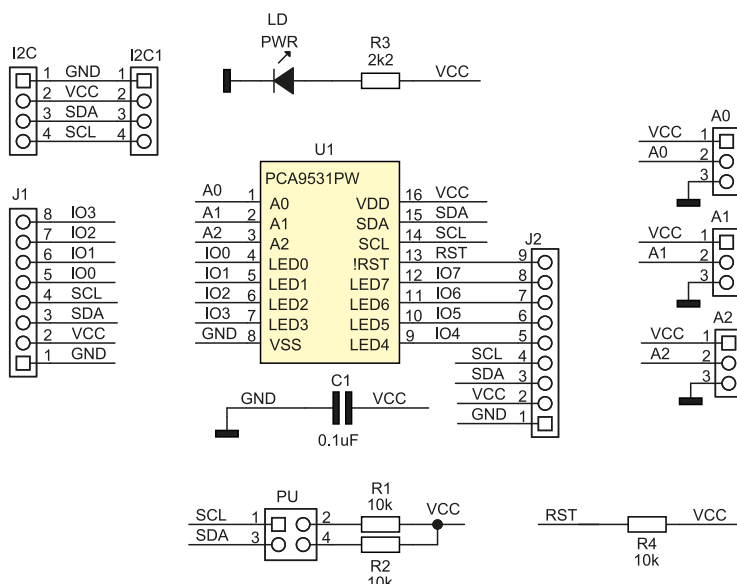 LD
PWR
R3
2k2
VCC
I2C
I2C1
1 GND 1
2 VCC 2
3 SDA 3
4 SCL 4
U1
PCA9531PW
A0 1 A0 VDD 16 VCC
A1 2 A1 SDA 15 SDA
A2 3 A2 SCL 14 SCL
IO0 4 LED0 !RST 13 RST
IO1 5 LED1 LED7 12 IO7
IO2 6 LED2 LED6 11 IO6
IO3 7 LED3 LED5 10 IO5
GND 8 VSS LED4 9 IO4
J1
8 IO3
7 IO2
6 IO1
5 IO0
4 SCL
3 SDA
2 VCC
1 GND
J2
9
8
7
6
5
SCL 4
SDA 3
VCC 2
GND 1
A0
VCC 1
A0 2
3
A1
VCC 1
A1 2
3
A2
VCC 1
A2 2
3
C1
GND VCC
0.1uF
PU
SCL 1 2
SDA 3 4
R1
10k
VCC
R2
10k
RST VCC
R4
10k